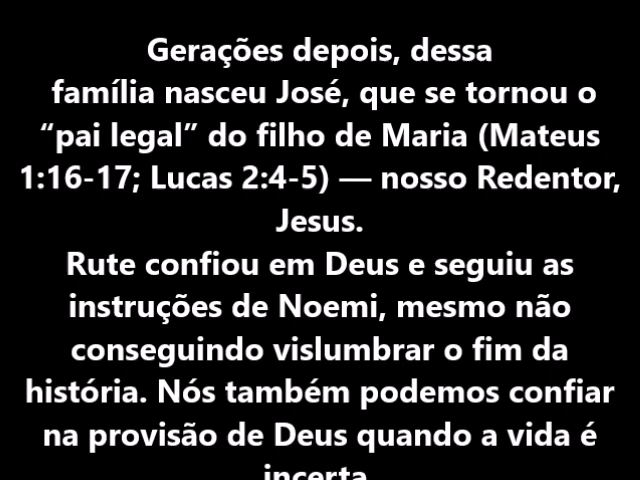 Gerações depois, dessa
família nasceu José, que se tornou o
“pai legal” do filho de Maria (Mateus
1:16-17; Lucas 2:4-5) — nosso Redentor,
Jesus.
Rute confiou em Deus e seguiu as
instruções de Noemi, mesmo não
conseguindo vislumbrar o fim da
história. Nós também podemos confiar
na provisão de Deus quando a vida é
incerta